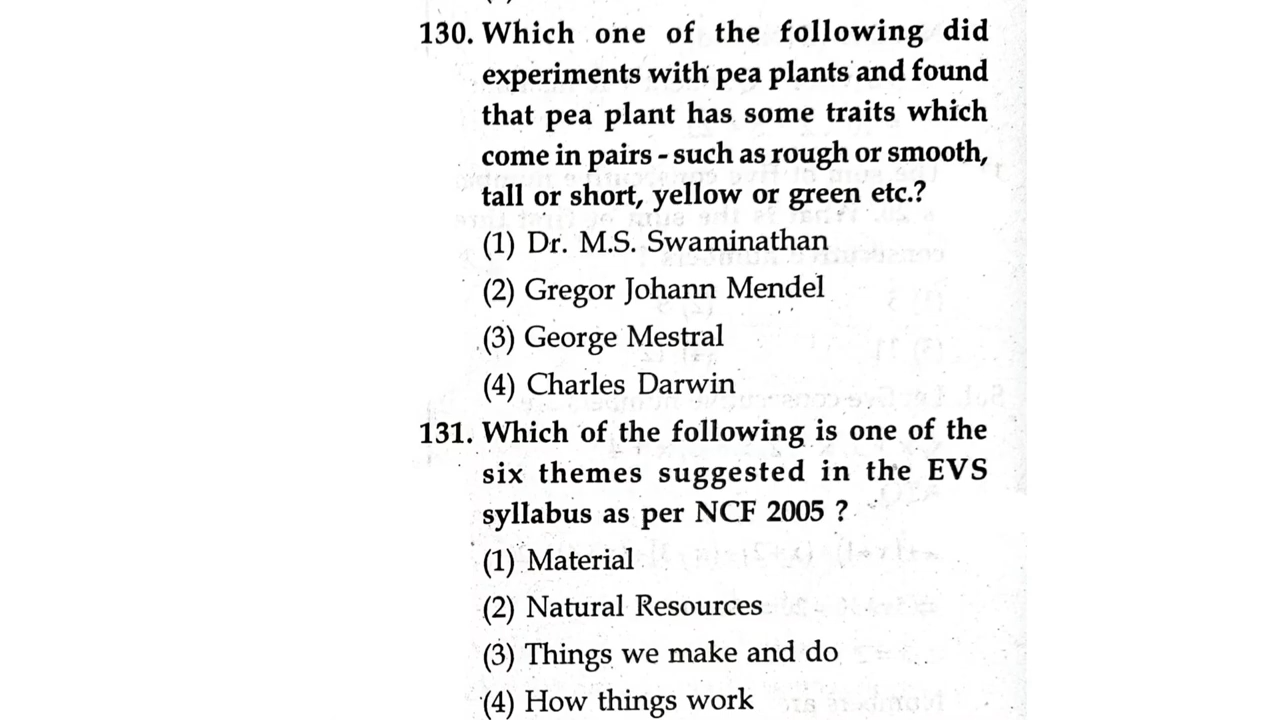 130. Which one of the following did
experiments with pea plants and found
that pea plant has some traits which
come in pairs - such as rough or smooth,
tall or short, yellow or green etc.?
(1) Dr. M.S. Swaminathan
(2) Gregor Johann Mendel
(3) George Mestral
(4) Charles Darwin
131. Which of the following is one of the
six themes suggested in the EVS
syllabus as per NCF 2005 ?
(1) Material
(2) Natural Resources
(3) Things we make and do
(4) How things work